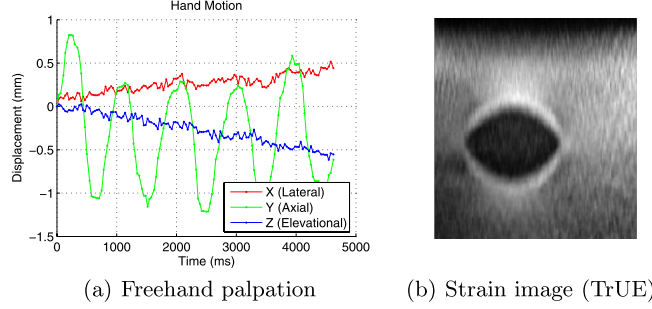 Hand Motion
1
0.5
0
−0.5
−1
−1.5
Displacement (mm)
0 1000 2000 3000 4000 5000
Time (ms)
X (Lateral)
Y (Axial)
Z (Elevational)
(a) Freehand palpation
(b) Strain image (TrUE)